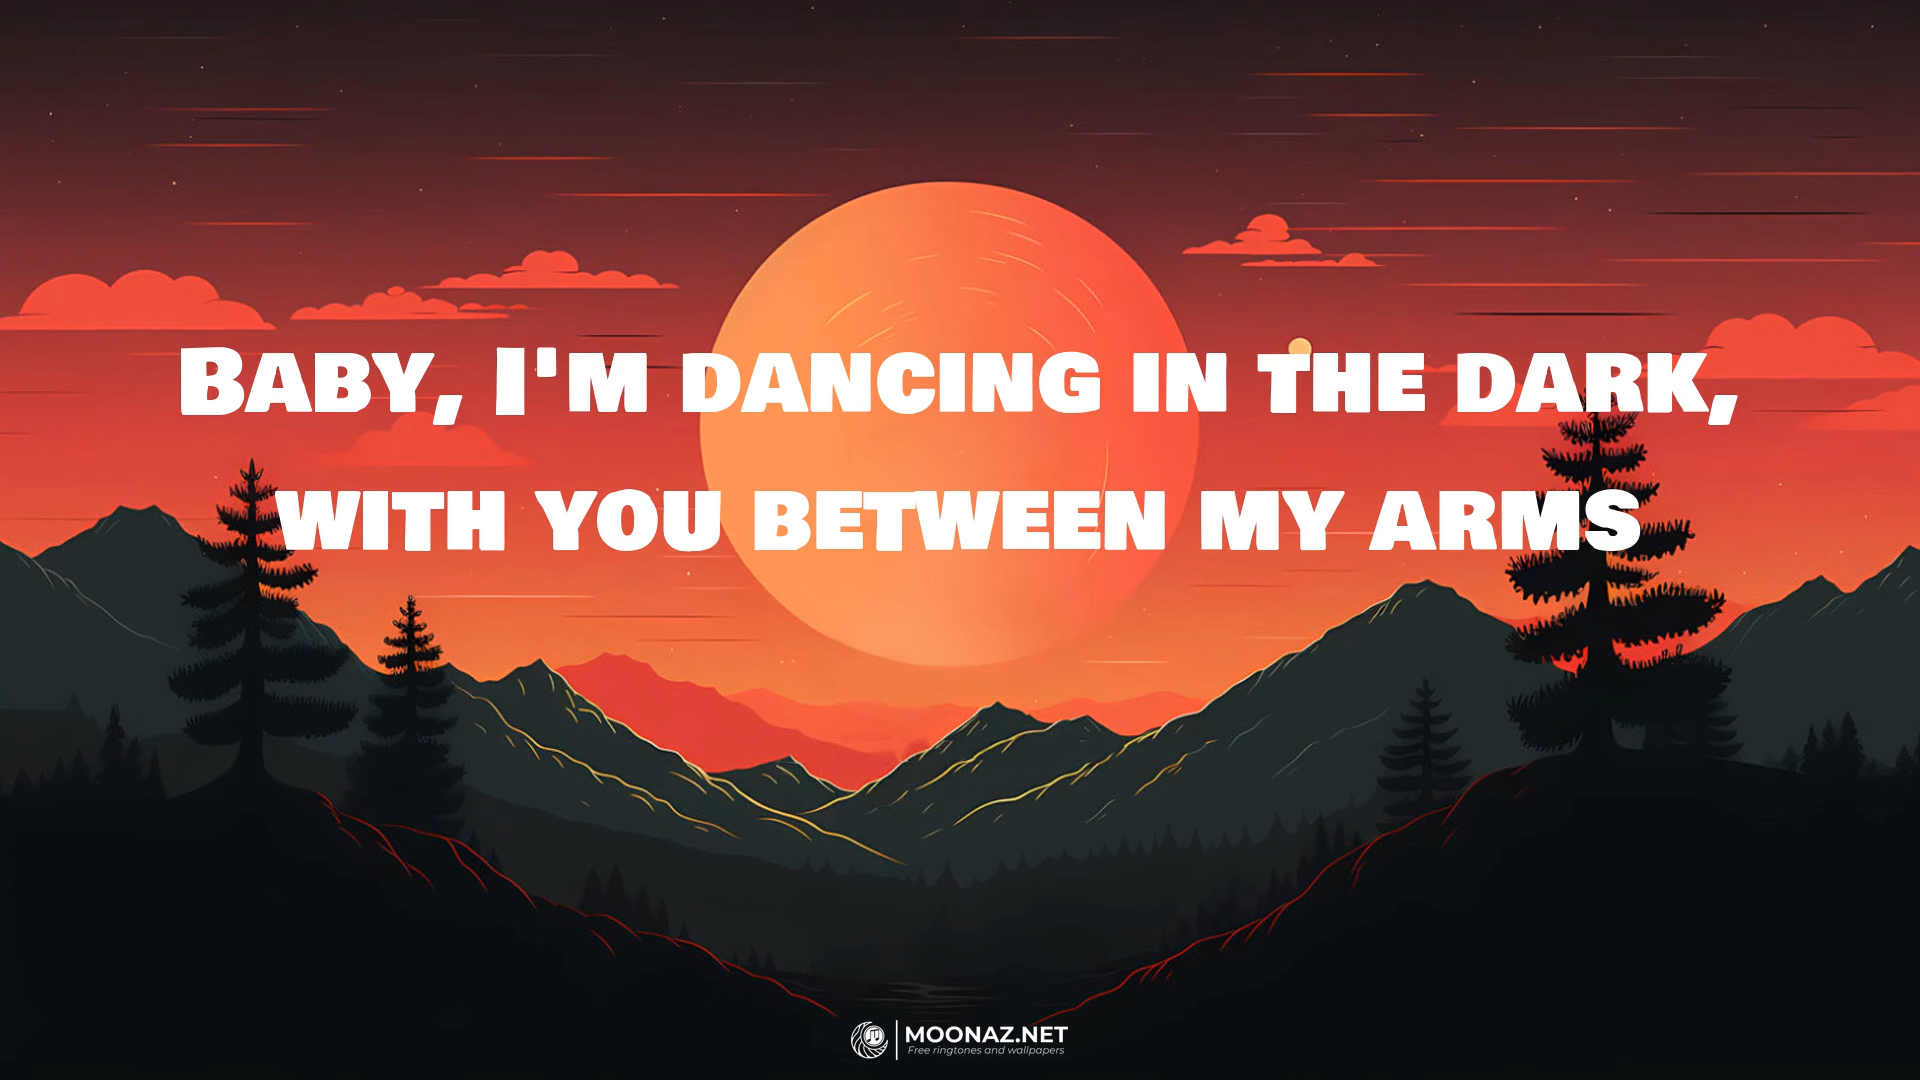 Baby, I'm dancing in the dark,
with you between my arms
MOONAZ.NET
Free ringtones and wallpapers